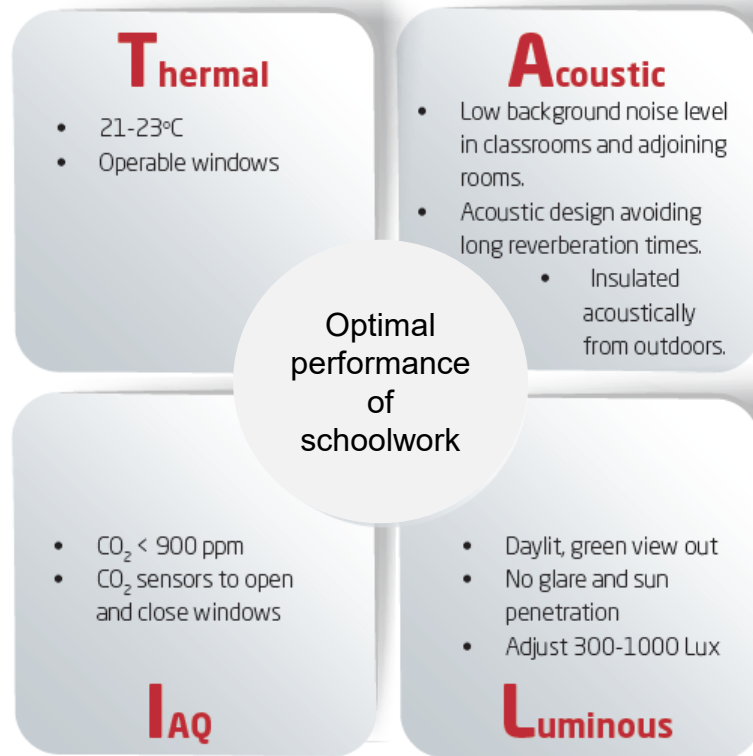 Thermal
• 21-23ºC
• Operable windows
Acoustic
• Low background noise level
in classrooms and adjoining
rooms.
• Acoustic design avoiding
long reverberation times.
• Insulated
acoustically
from outdoors.
Optimal
performance
of
schoolwork
• CO₂ < 900 ppm
• CO₂ sensors to open
and close windows
IAQ
• Daylit, green view out
• No glare and sun
penetration
• Adjust 300-1000 Lux
Luminous